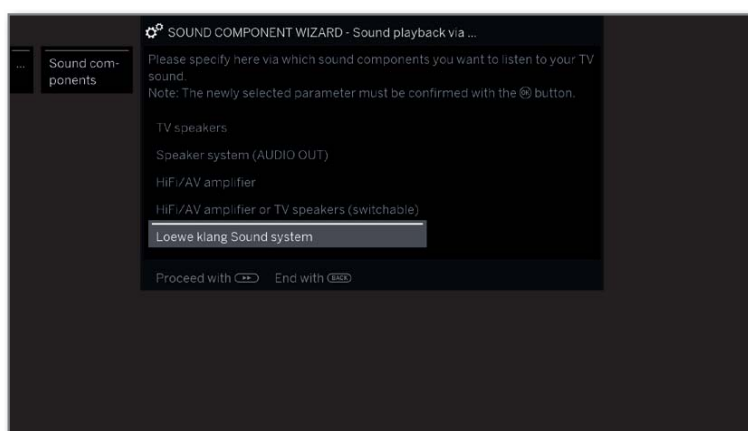 SOUND COMPONENT WIZARD - Sound playback via ...
...
Sound com-
ponents
Please specify here via which sound components you want to listen to your TV
sound.
Note: The newly selected parameter must be confirmed with the OK button.
TV speakers
Speaker system (AUDIO OUT)
HiFi/AV amplifier
HiFi/AV amplifier or TV speakers (switchable)
Loewe klang Sound system
Proceed with End with BACK